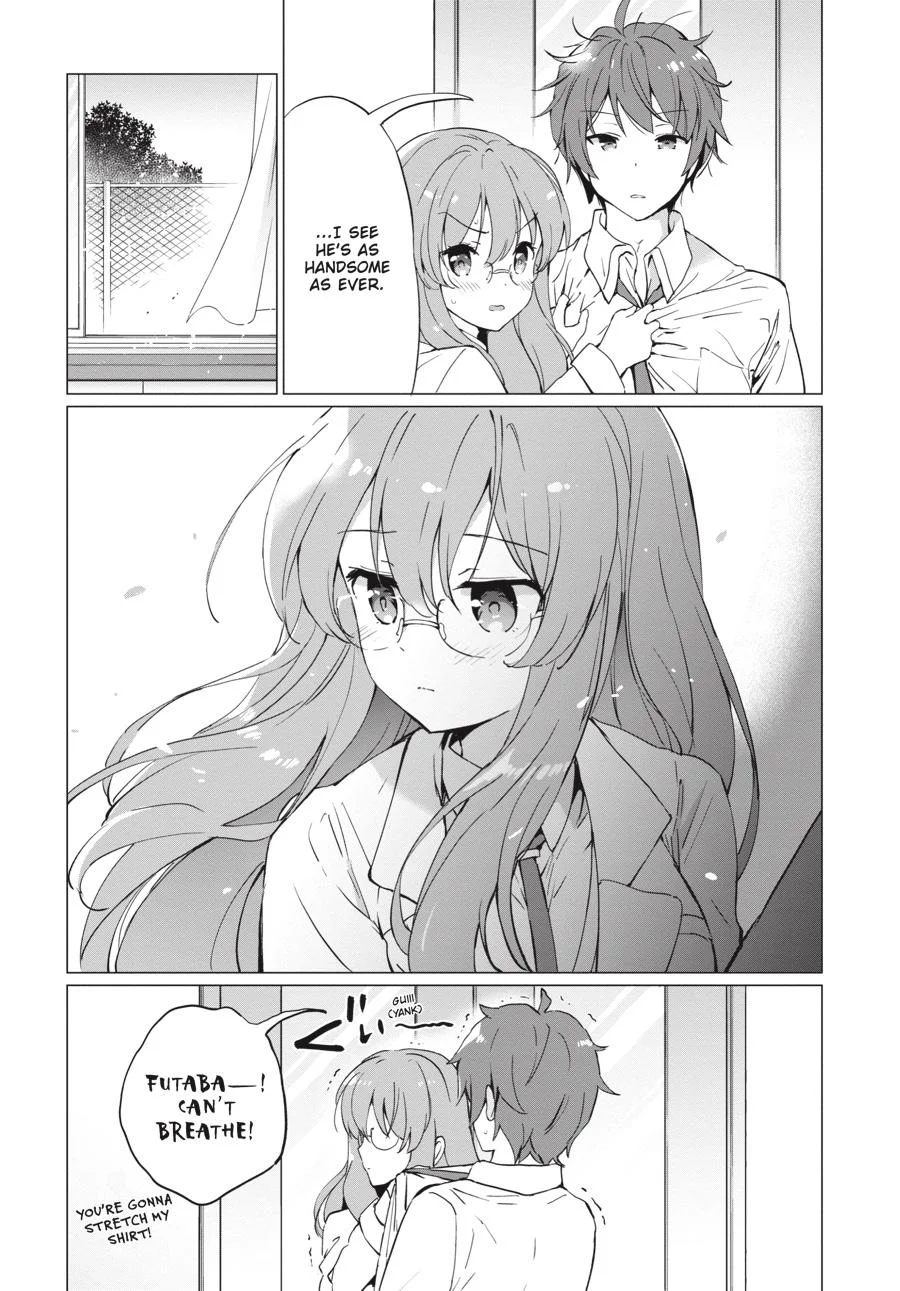 ...I SEE
HE'S AS
HANDSOME
AS EVER.
ぐいぃ〜
GUIII
(YANK)
FUTABA—!
CAN'T
BREATHE!
YOU'RE GONNA
STRETCH MY
SHIRT!